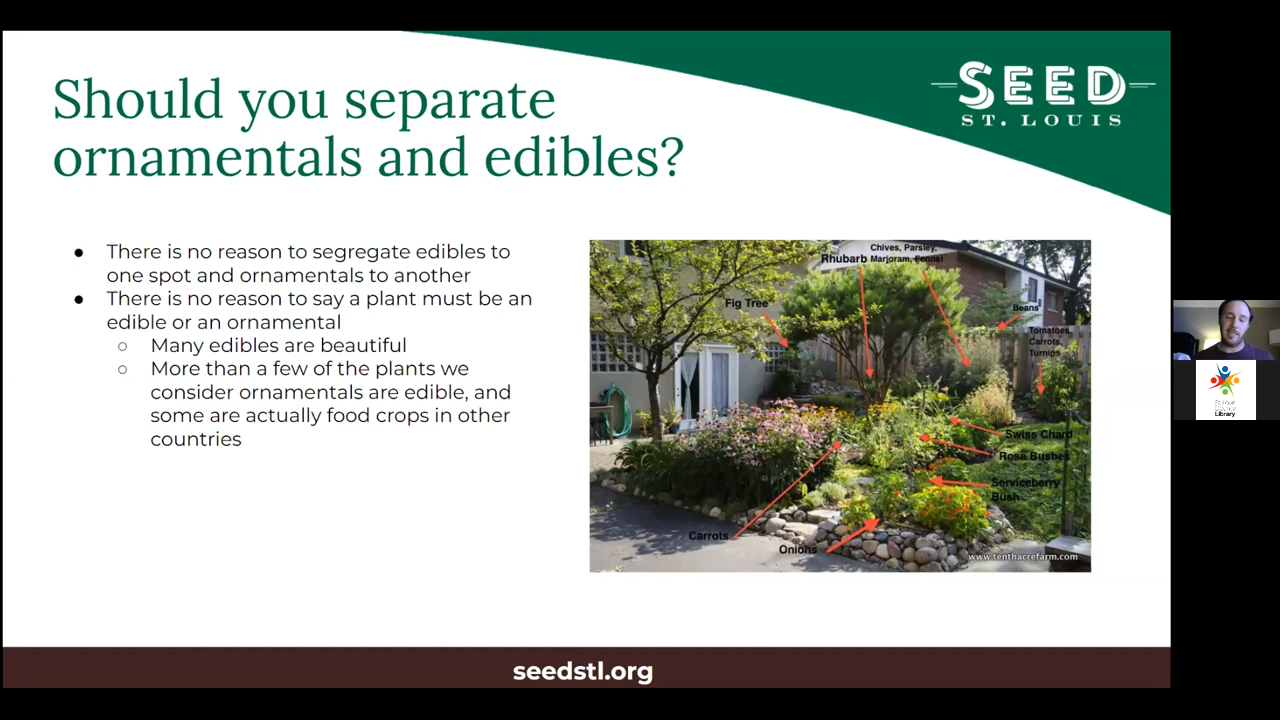 Should you separate
ornamentals and edibles?
SEED
ST. LOUIS
● There is no reason to segregate edibles to
one spot and ornamentals to another
● There is no reason to say a plant must be an
edible or an ornamental
○ Many edibles are beautiful
○ More than a few of the plants we
consider ornamentals are edible, and
some are actually food crops in other
countries
Chives, Parsley,
Rhubarb Marjoram, Fennel
Fig Tree
Beans
Tomatoes,
Carrots,
Turnips
Swiss Chard
Rose Bushes
Serviceberry
Bush
Carrots
Onions
www.tenthacrefarm.com
St. Louis
County
Library
seedstl.org